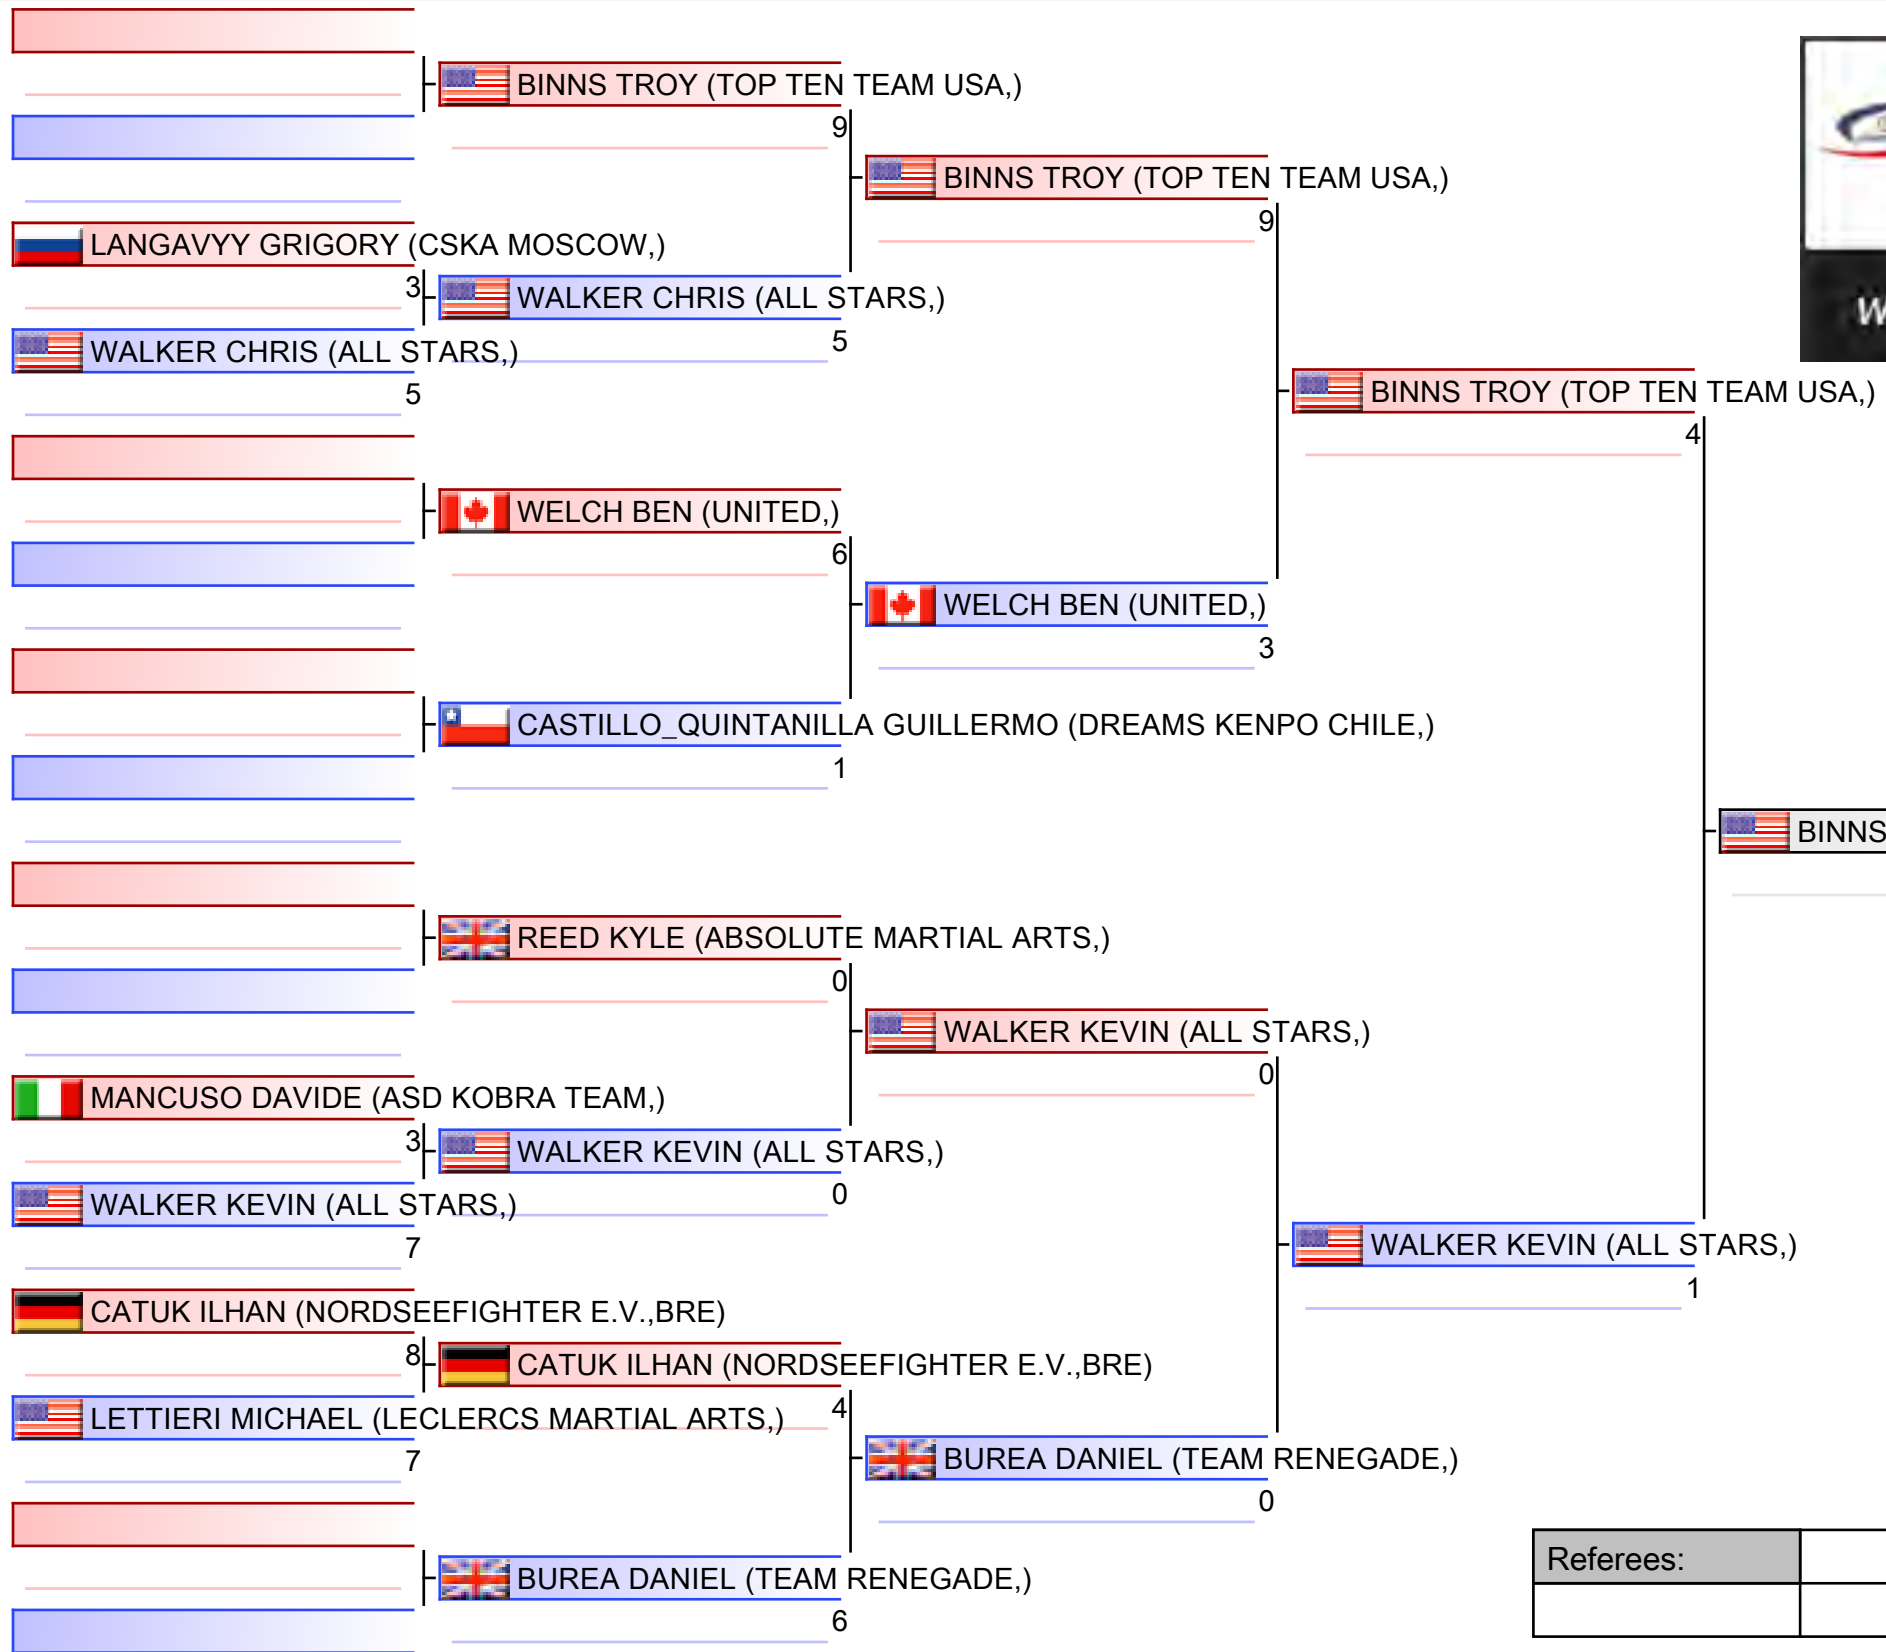 BINNS TROY (TOP TEN TEAM USA,)
9
BINNS TROY (TOP TEN TEAM USA,)
9
LANGAVYY GRIGORY (CSKA MOSCOW,)
3
WALKER CHRIS (ALL STARS,)
5
WALKER CHRIS (ALL STARS,)
5
BINNS TROY (TOP TEN TEAM USA,)
4
WELCH BEN (UNITED,)
6
WELCH BEN (UNITED,)
3
CASTILLO_QUINTANILLA GUILLERMO (DREAMS KENPO CHILE,)
1
BINNS
REED KYLE (ABSOLUTE MARTIAL ARTS,)
0
WALKER KEVIN (ALL STARS,)
0
MANCUSO DAVIDE (ASD KOBRA TEAM,)
3
WALKER KEVIN (ALL STARS,)
0
WALKER KEVIN (ALL STARS,)
7
WALKER KEVIN (ALL STARS,)
1
CATUK ILHAN (NORDSEEFIGHTER E.V.,BRE)
8
CATUK ILHAN (NORDSEEFIGHTER E.V.,BRE)
4
LETTIERI MICHAEL (LECLERCS MARTIAL ARTS,)
7
BUREA DANIEL (TEAM RENEGADE,)
0
BUREA DANIEL (TEAM RENEGADE,)
6
Referees: